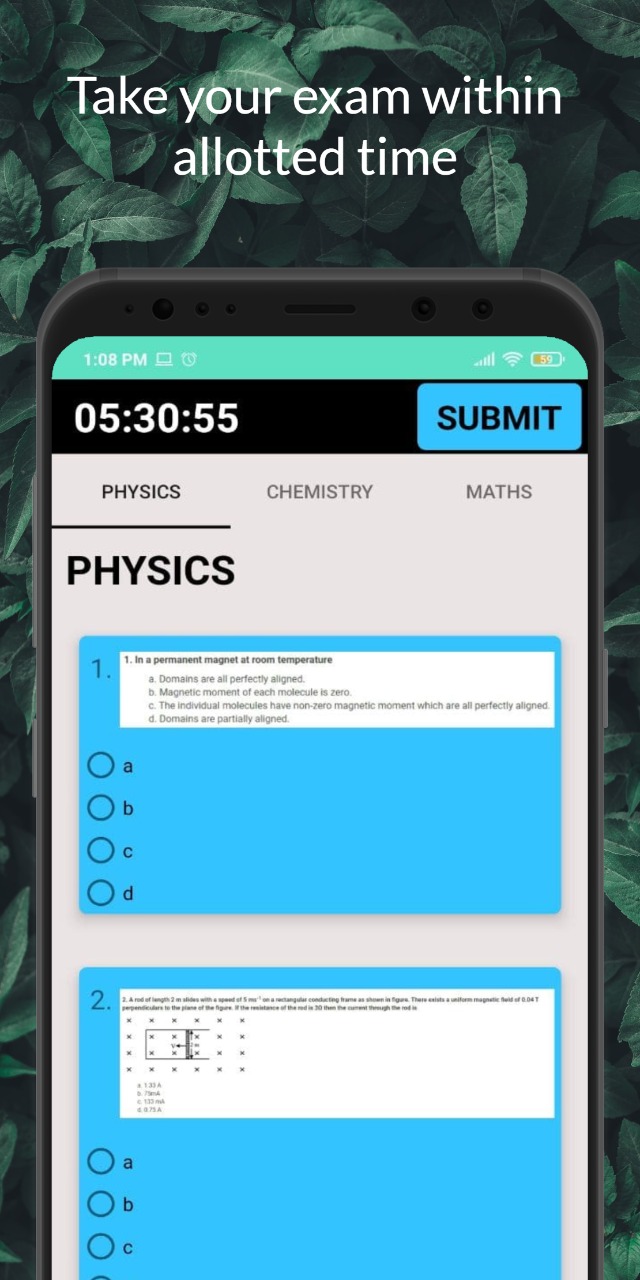 Take your exam within
allotted time
1:08 PM
59
05:30:55
SUBMIT
PHYSICS
CHEMISTRY
MATHS
PHYSICS
1.
1. In a permanent magnet at room temperature
a. Domains are all perfectly aligned.
b. Magnetic moment of each molecule is zero.
c. The individual molecules have non-zero magnetic moment which are all perfectly aligned.
d. Domains are partially aligned.
a
b
c
d
2.
2. A rod of length 2 m slides with a speed of 5 ms⁻¹ on a rectangular conducting frame as shown in figure. There exists a uniform magnetic field of 0.04 T
perpendiculars to the plane of the figure. If the resistance of the rod is 3Ω then the current through the rod is
V
2 m
a. 1.33 A
b. 75mA
c. 133 mA
d. 0.75 A
a
b
c